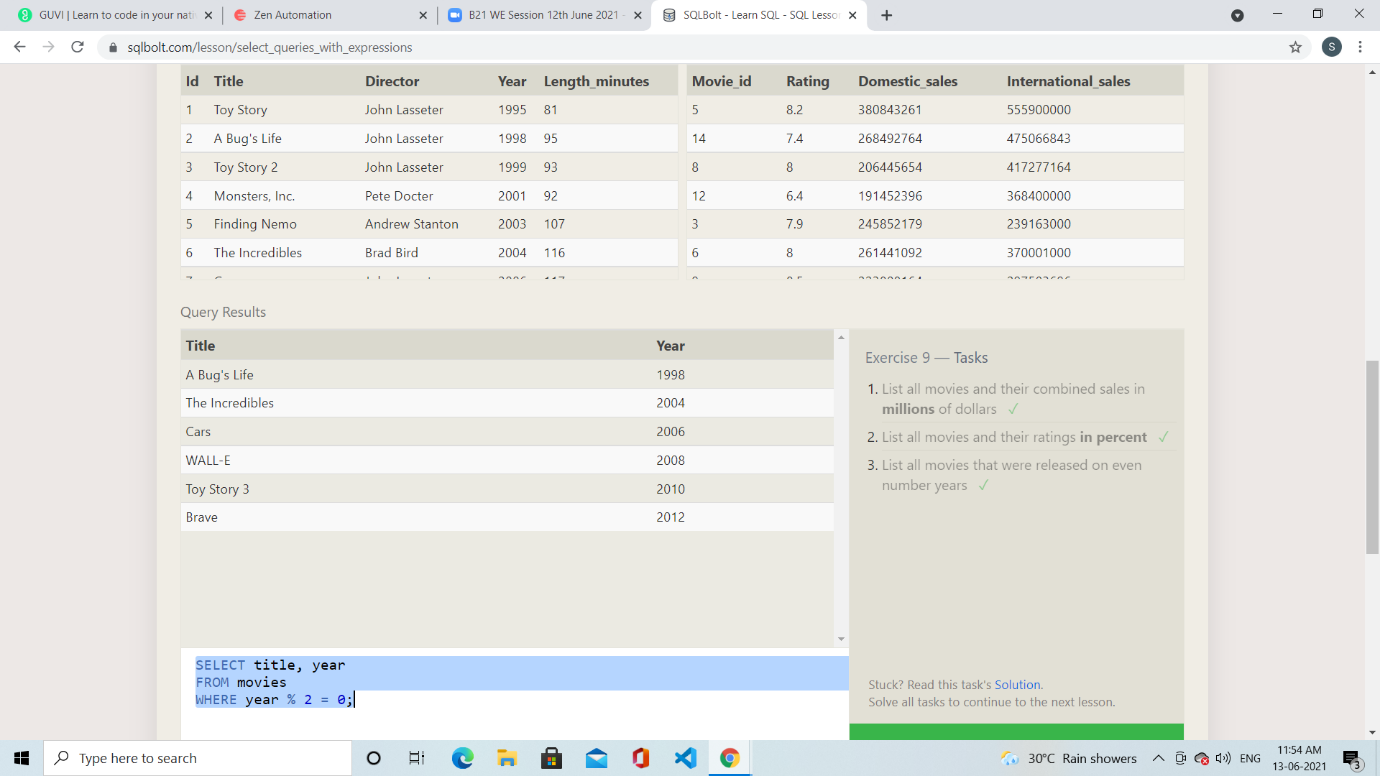 GUVI | Learn to code in your nati
Zen Automation
B21 WE Session 12th June 2021 -
SQLBolt - Learn SQL - SQL Lesso
sqlbolt.com/lesson/select_queries_with_expressions
S
Id Title Director Year Length_minutes
1 Toy Story John Lasseter 1995 81
2 A Bug's Life John Lasseter 1998 95
3 Toy Story 2 John Lasseter 1999 93
4 Monsters, Inc. Pete Docter 2001 92
5 Finding Nemo Andrew Stanton 2003 107
6 The Incredibles Brad Bird 2004 116
Movie_id Rating Domestic_sales International_sales
5 8.2 380843261 555900000
14 7.4 268492764 475066843
8 8 206445654 417277164
12 6.4 191452396 368400000
3 7.9 245852179 239163000
6 8 261441092 370001000
Query Results
Title Year
A Bug's Life 1998
The Incredibles 2004
Cars 2006
WALL-E 2008
Toy Story 3 2010
Brave 2012
Exercise 9 — Tasks
1. List all movies and their combined sales in
millions of dollars ✓
2. List all movies and their ratings in percent ✓
3. List all movies that were released on even
number years ✓
SELECT title, year
FROM movies
WHERE year % 2 = 0;
Stuck? Read this task's Solution.
Solve all tasks to continue to the next lesson.
Type here to search
30°C Rain showers
ENG
11:54 AM
13-06-2021
3